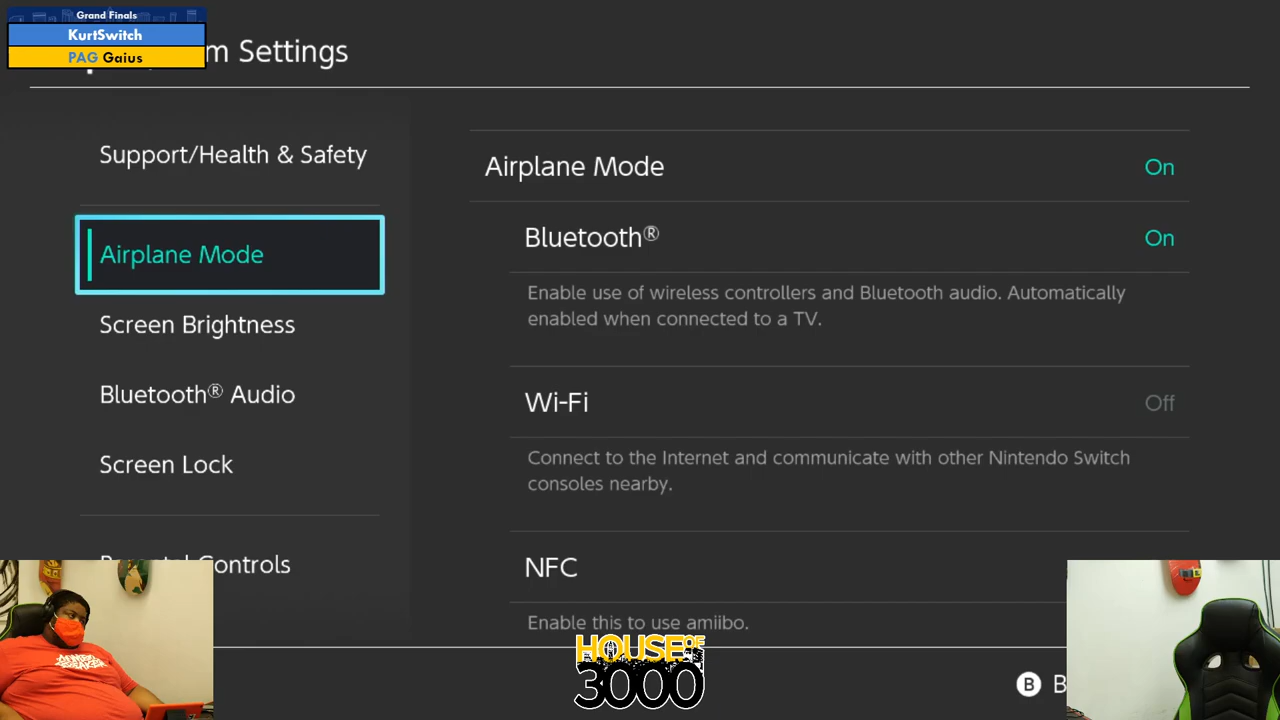 Grand Finals
KurtSwitch
PAG Gaius
m Settings
Support/Health & Safety
Airplane Mode
Screen Brightness
Bluetooth® Audio
Screen Lock
Controls
Airplane Mode On
Bluetooth® On
Enable use of wireless controllers and Bluetooth audio. Automatically
enabled when connected to a TV.
Wi-Fi Off
Connect to the Internet and communicate with other Nintendo Switch
consoles nearby.
NFC
Enable this to use amiibo.
HOUSE OF
3000
B B